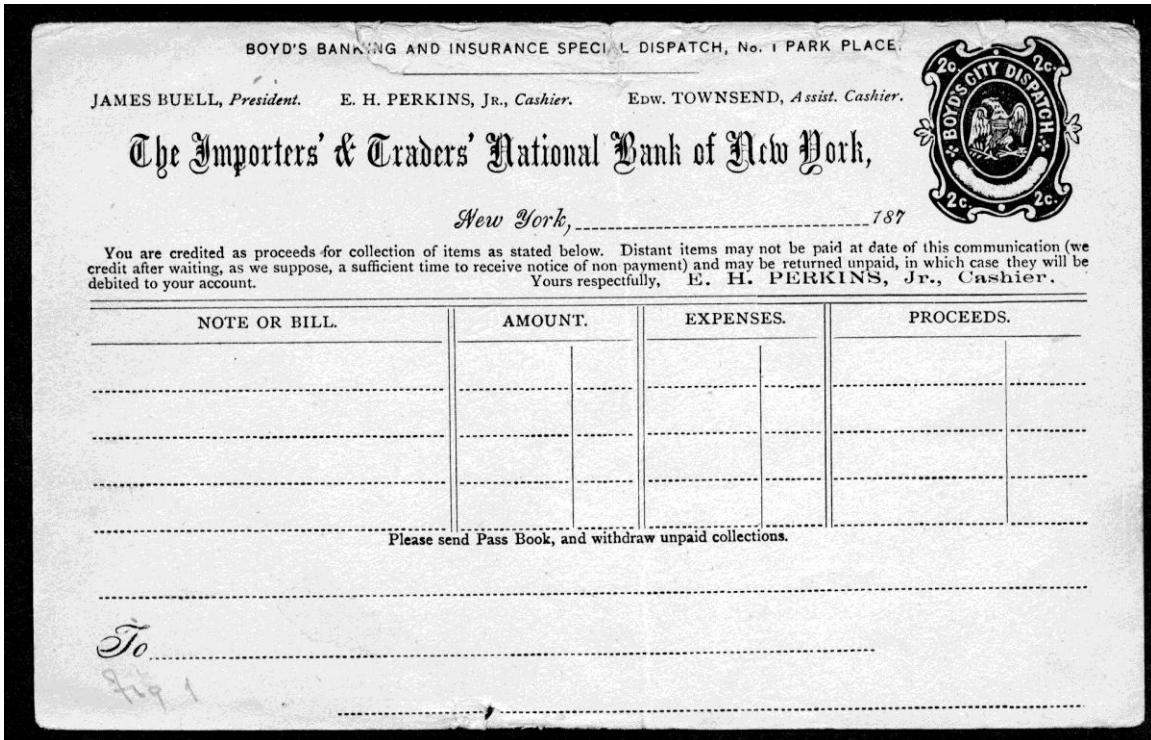 BOYD'S BANKING AND INSURANCE SPECIAL DISPATCH, No. 1 PARK PLACE.
2c. 2c.
BOYD'S CITY DISPATCH.
2c. 2c.
JAMES BUELL, President. E. H. PERKINS, JR., Cashier. EDW. TOWNSEND, Assist. Cashier.
The Importers' & Traders' National Bank of New York,
New York, 187
You are credited as proceeds for collection of items as stated below. Distant items may not be paid at date of this communication (we
credit after waiting, as we suppose, a sufficient time to receive notice of non payment) and may be returned unpaid, in which case they will be
debited to your account. Yours respectfully, E. H. PERKINS, Jr., Cashier.
NOTE OR BILL. AMOUNT. EXPENSES. PROCEEDS.
Please send Pass Book, and withdraw unpaid collections.
To
Fig 1